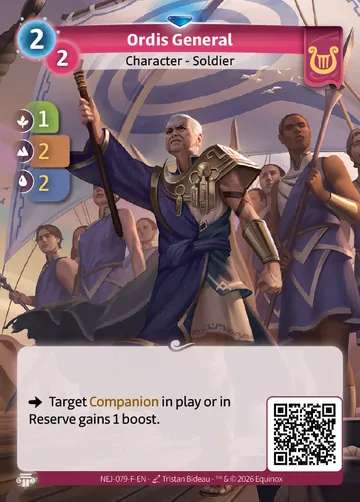 2
Ordis General
2
Character - Soldier
1
2
2
Target Companion in play or in
Reserve gains 1 boost.
NEJ-079-F-EN - Tristan Bideau - ™ & © 2026 Equinox